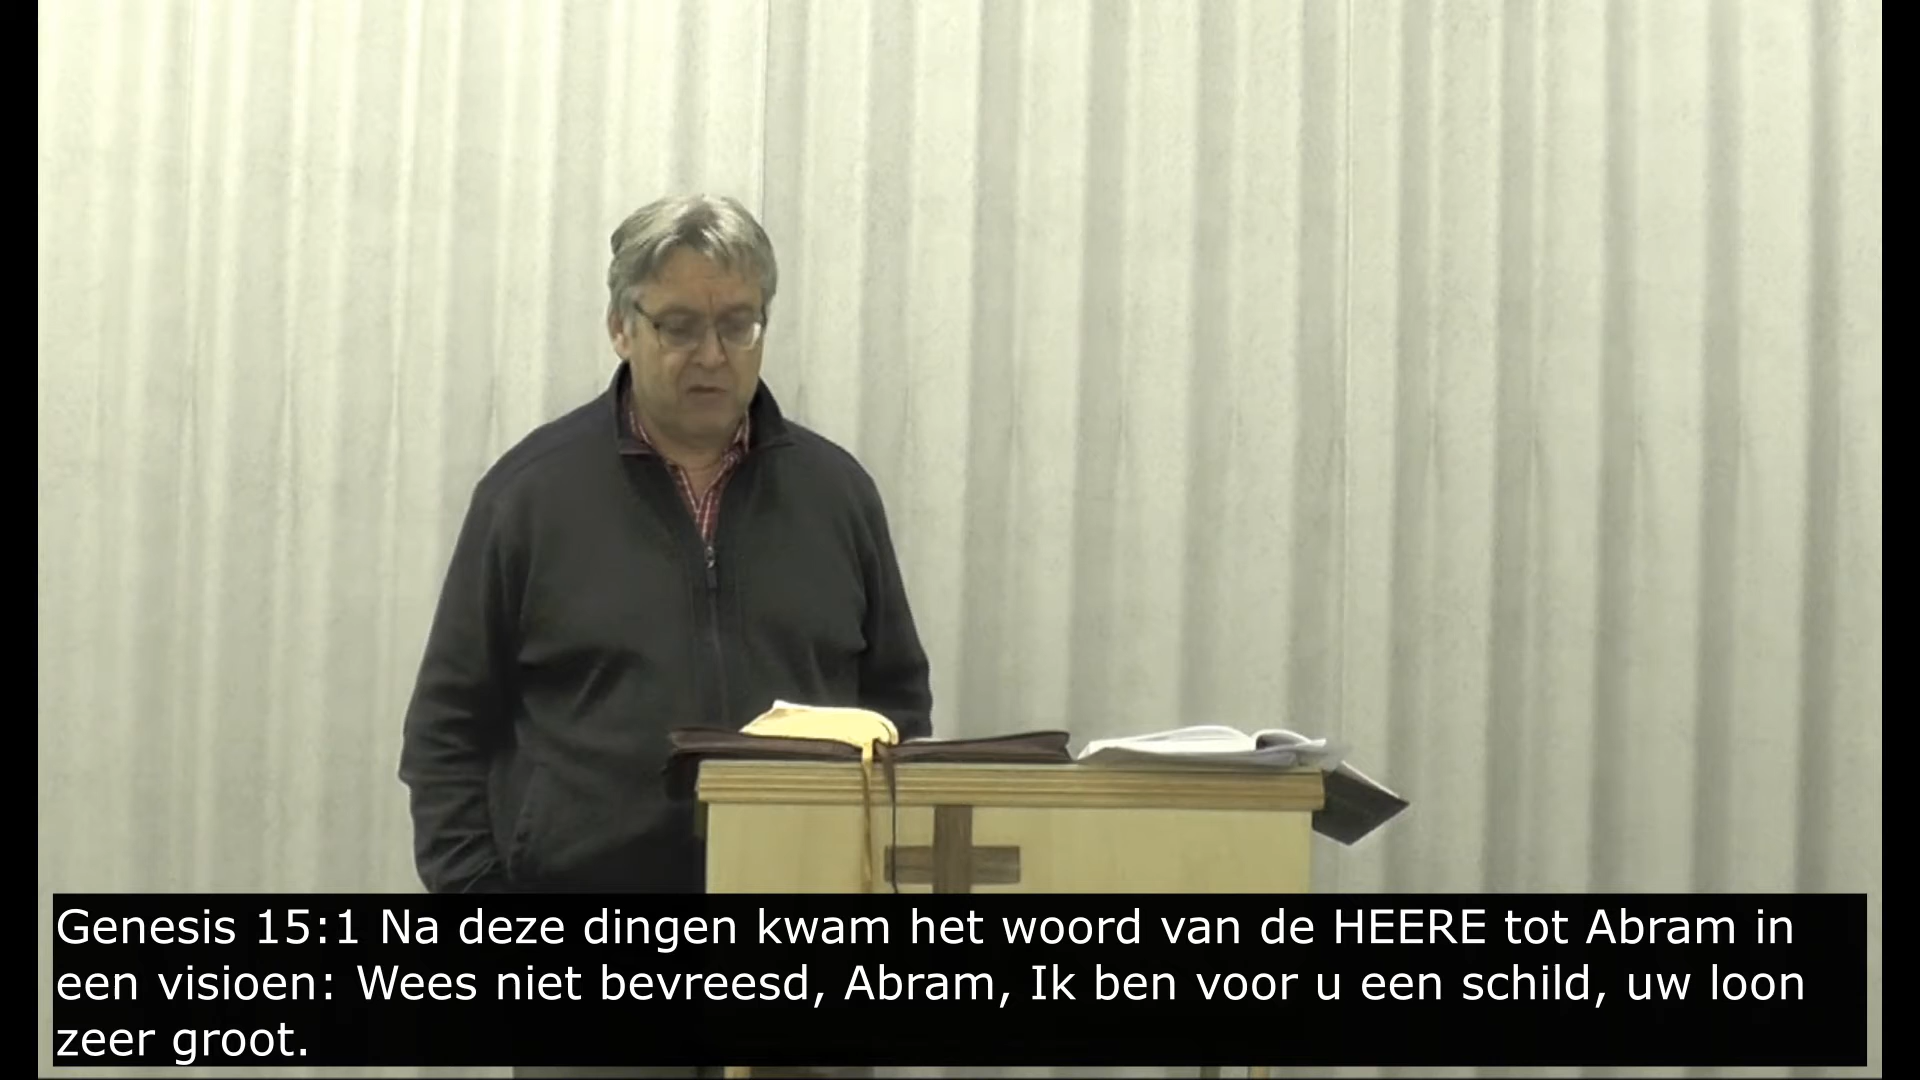 Genesis 15:1 Na deze dingen kwam het woord van de HEERE tot Abram in
een visioen: Wees niet bevreesd, Abram, Ik ben voor u een schild, uw loon
zeer groot.